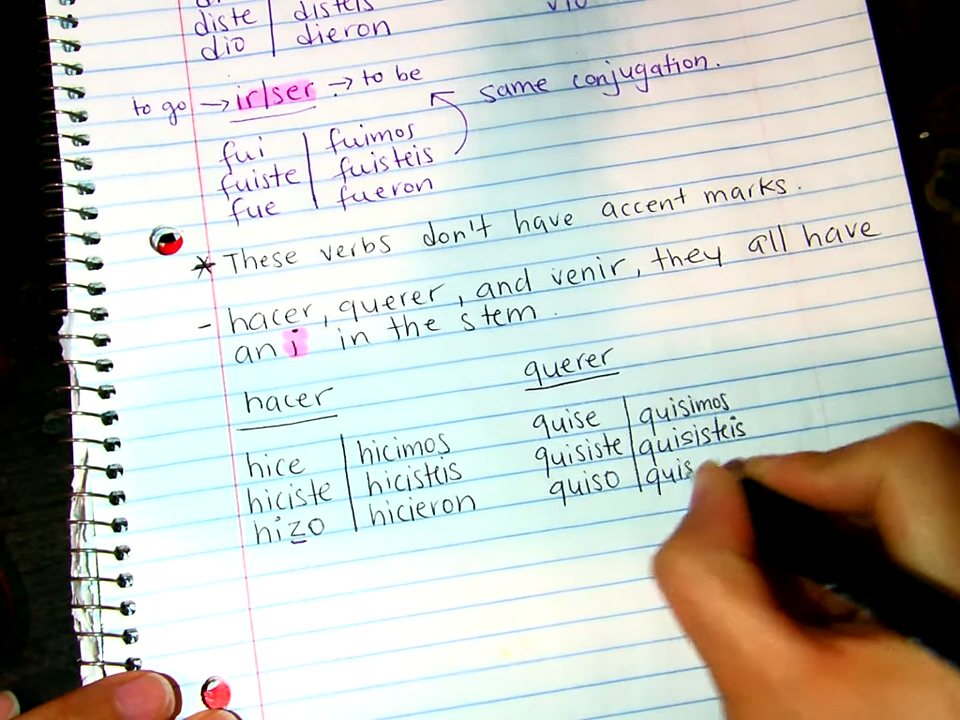 diste | disteis
dio | dieron
to go → ir/ser → to be
same conjugation.
fui | fuimos
fuiste | fuisteis
fue | fueron
* These verbs don't have accent marks.
- hacer, querer, and venir, they all have
an i in the stem.
hacer
hice | hicimos
hiciste | hicisteis
hizo | hicieron
querer
quise | quisimos
quisiste | quisisteis
quiso | quis